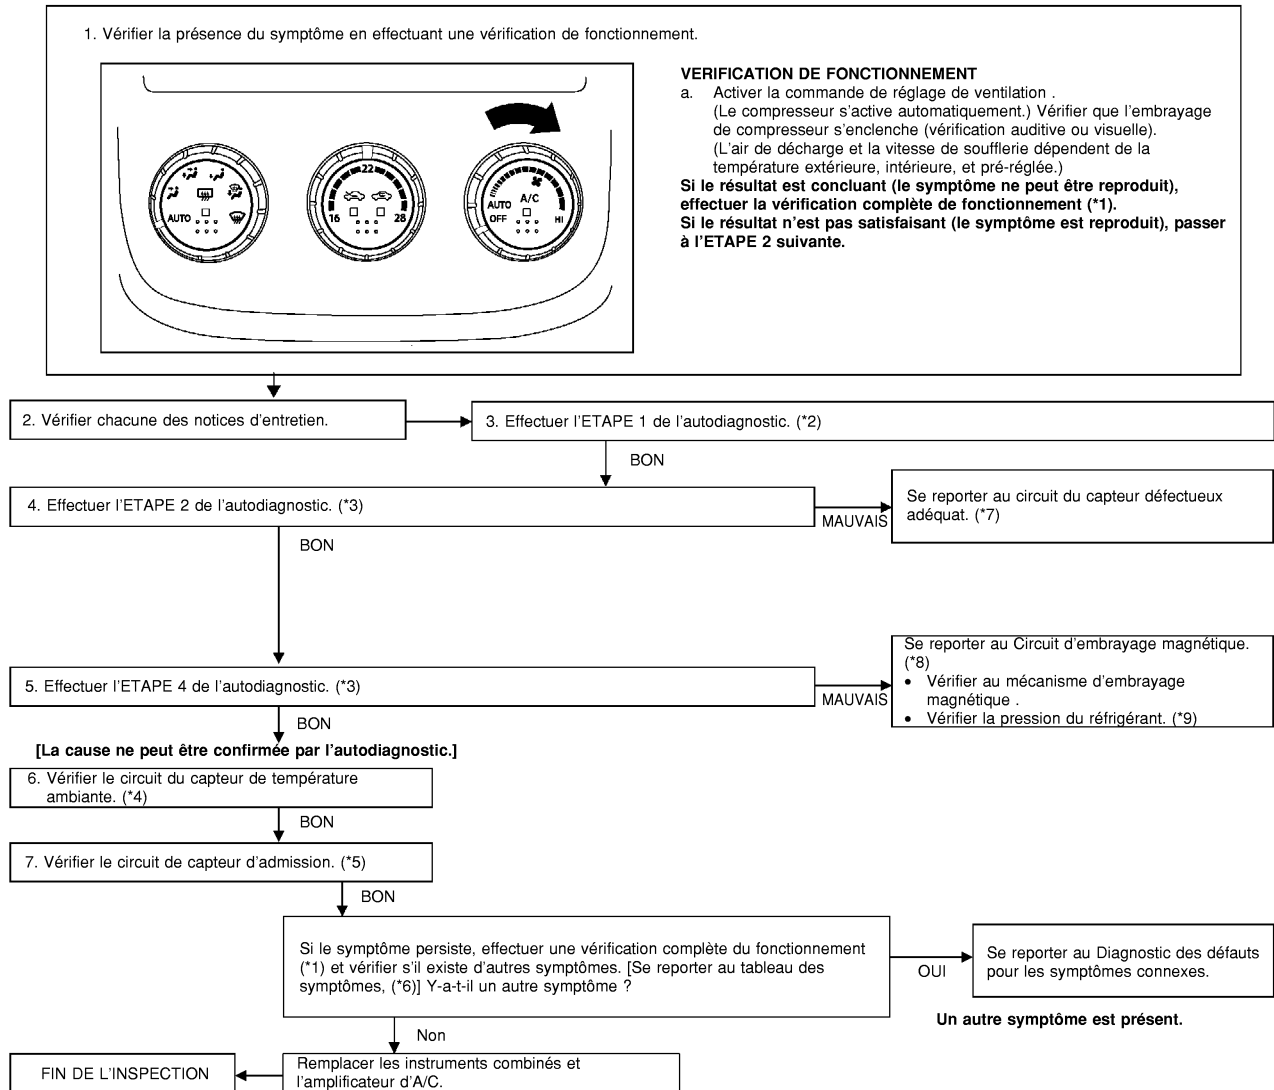 1. Vérifier la présence du symptôme en effectuant une vérification de fonctionnement.
VERIFICATION DE FONCTIONNEMENT
a. Activer la commande de réglage de ventilation .
(Le compresseur s'active automatiquement.) Vérifier que l'embrayage
de compresseur s'enclenche (vérification auditive ou visuelle).
(L'air de décharge et la vitesse de soufflerie dépendent de la
température extérieure, intérieure, et pré-réglée.)
Si le résultat est concluant (le symptôme ne peut être reproduit),
effectuer la vérification complète de fonctionnement (*1).
Si le résultat n'est pas satisfaisant (le symptôme est reproduit), passer
à l'ETAPE 2 suivante.
AUTO
22
16
28
AUTO A/C
OFF
HI
2. Vérifier chacune des notices d'entretien.
3. Effectuer l'ETAPE 1 de l'autodiagnostic. (*2)
BON
4. Effectuer l'ETAPE 2 de l'autodiagnostic. (*3)
MAUVAIS
Se reporter au circuit du capteur défectueux
adéquat. (*7)
BON
5. Effectuer l'ETAPE 4 de l'autodiagnostic. (*3)
MAUVAIS
Se reporter au Circuit d'embrayage magnétique.
(*8)
• Vérifier au mécanisme d'embrayage
magnétique .
• Vérifier la pression du réfrigérant. (*9)
BON
[La cause ne peut être confirmée par l'autodiagnostic.]
6. Vérifier le circuit du capteur de température
ambiante. (*4)
BON
7. Vérifier le circuit de capteur d'admission. (*5)
BON
Si le symptôme persiste, effectuer une vérification complète du fonctionnement
(*1) et vérifier s'il existe d'autres symptômes. [Se reporter au tableau des
symptômes, (*6)] Y-a-t-il un autre symptôme ?
OUI
Se reporter au Diagnostic des défauts
pour les symptômes connexes.
Un autre symptôme est présent.
Non
Remplacer les instruments combinés et
l'amplificateur d'A/C.
FIN DE L'INSPECTION